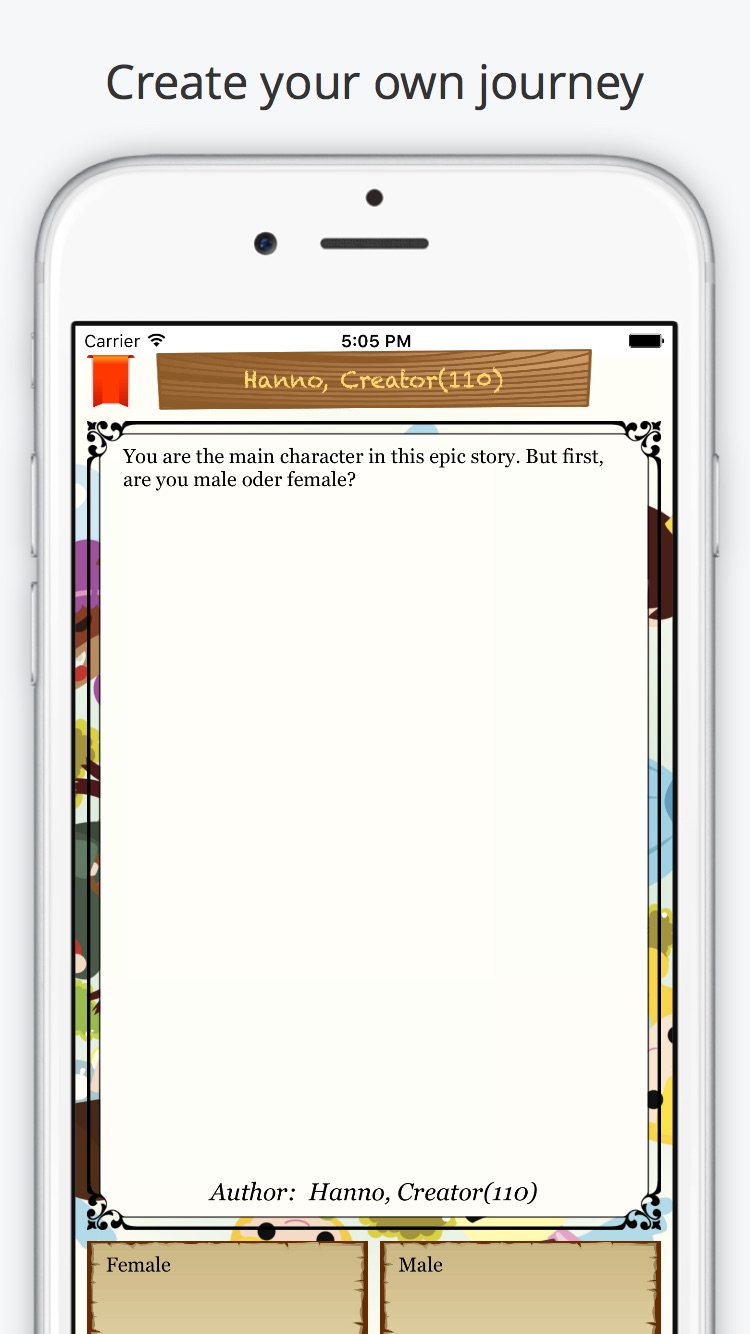 Create your own journey
Carrier 5:05 PM
Hanno, Creator(110)
You are the main character in this epic story. But first,
are you male oder female?
Author: Hanno, Creator(110)
Female Male